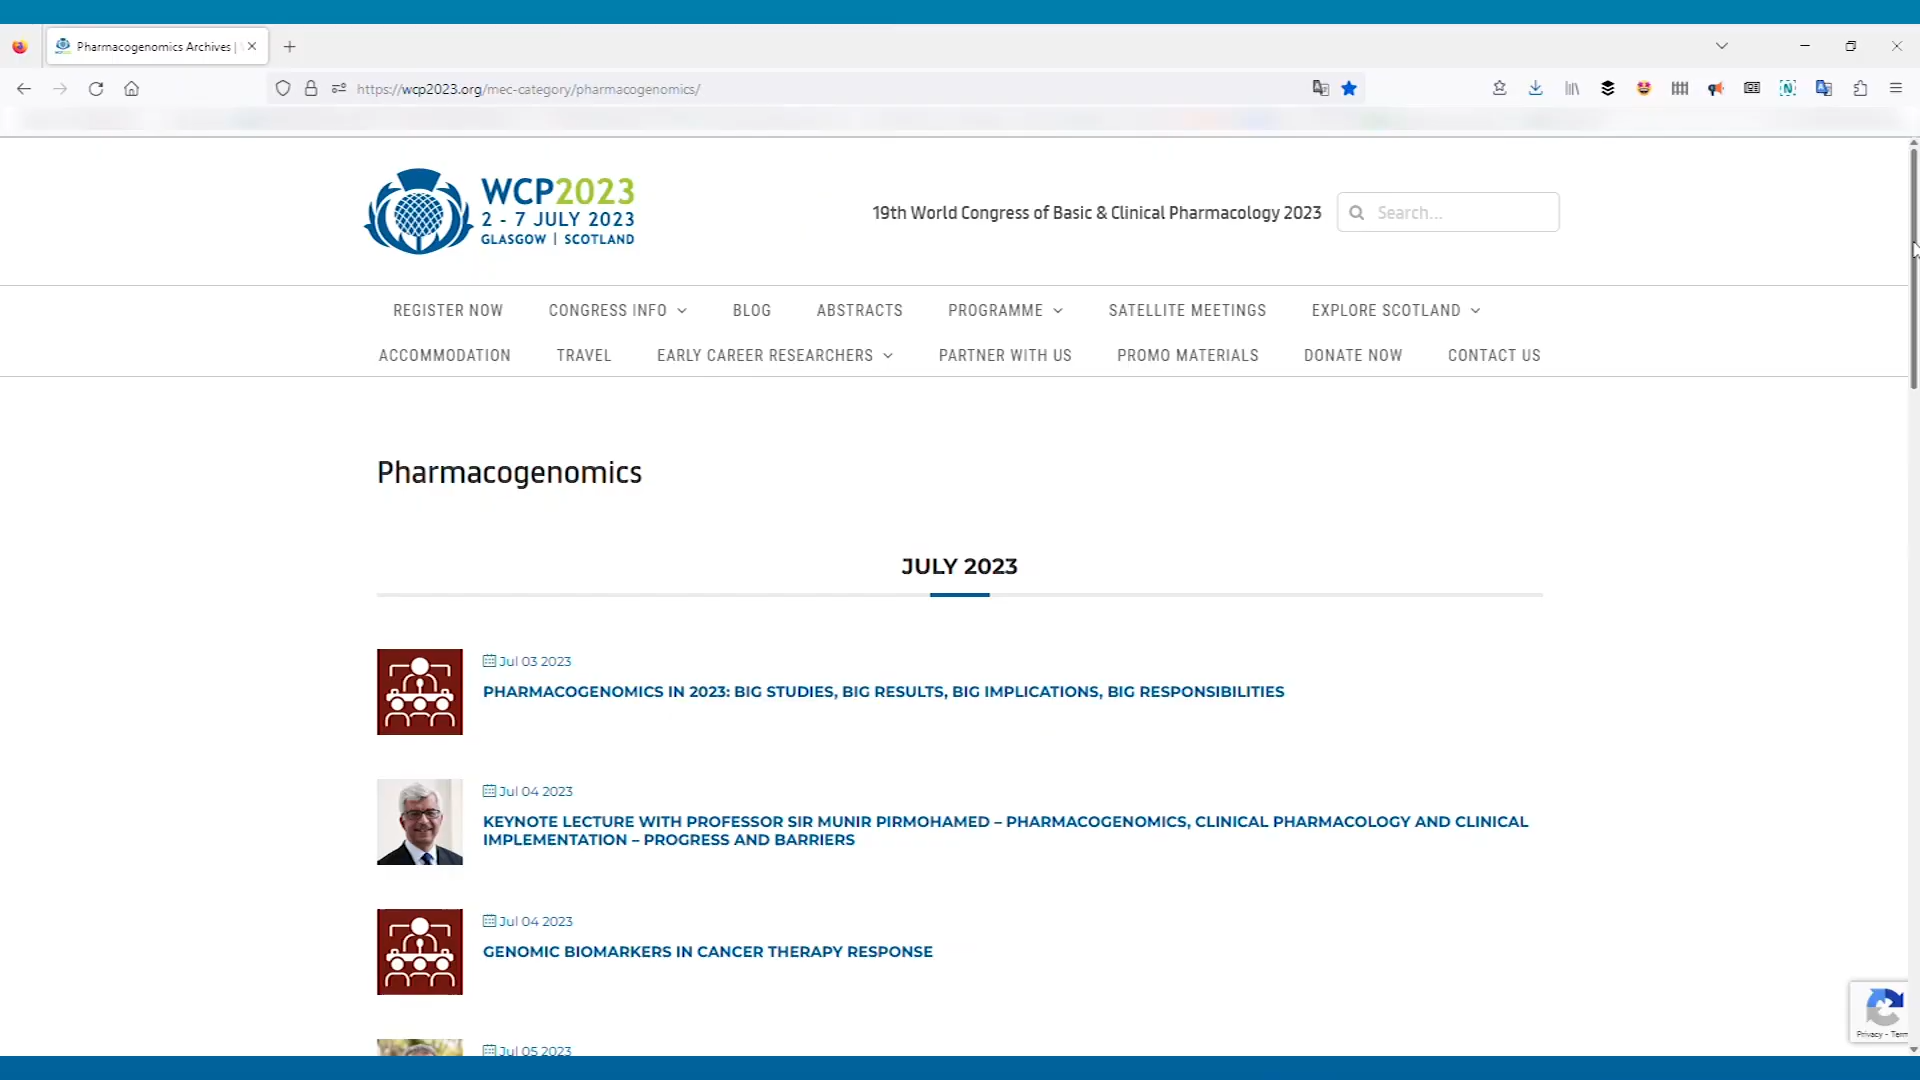 Pharmacogenomics Archives |
https://wcp2023.org/mec-category/pharmacogenomics/
WCP2023
2 - 7 JULY 2023
GLASGOW | SCOTLAND
19th World Congress of Basic & Clinical Pharmacology 2023
Search...
REGISTER NOW CONGRESS INFO BLOG ABSTRACTS PROGRAMME SATELLITE MEETINGS EXPLORE SCOTLAND
ACCOMMODATION TRAVEL EARLY CAREER RESEARCHERS PARTNER WITH US PROMO MATERIALS DONATE NOW CONTACT US
Pharmacogenomics
JULY 2023
Jul 03 2023
PHARMACOGENOMICS IN 2023: BIG STUDIES, BIG RESULTS, BIG IMPLICATIONS, BIG RESPONSIBILITIES
Jul 04 2023
KEYNOTE LECTURE WITH PROFESSOR SIR MUNIR PIRMOHAMED – PHARMACOGENOMICS, CLINICAL PHARMACOLOGY AND CLINICAL
IMPLEMENTATION – PROGRESS AND BARRIERS
Jul 04 2023
GENOMIC BIOMARKERS IN CANCER THERAPY RESPONSE
Jul 05 2023
Privacy - Term